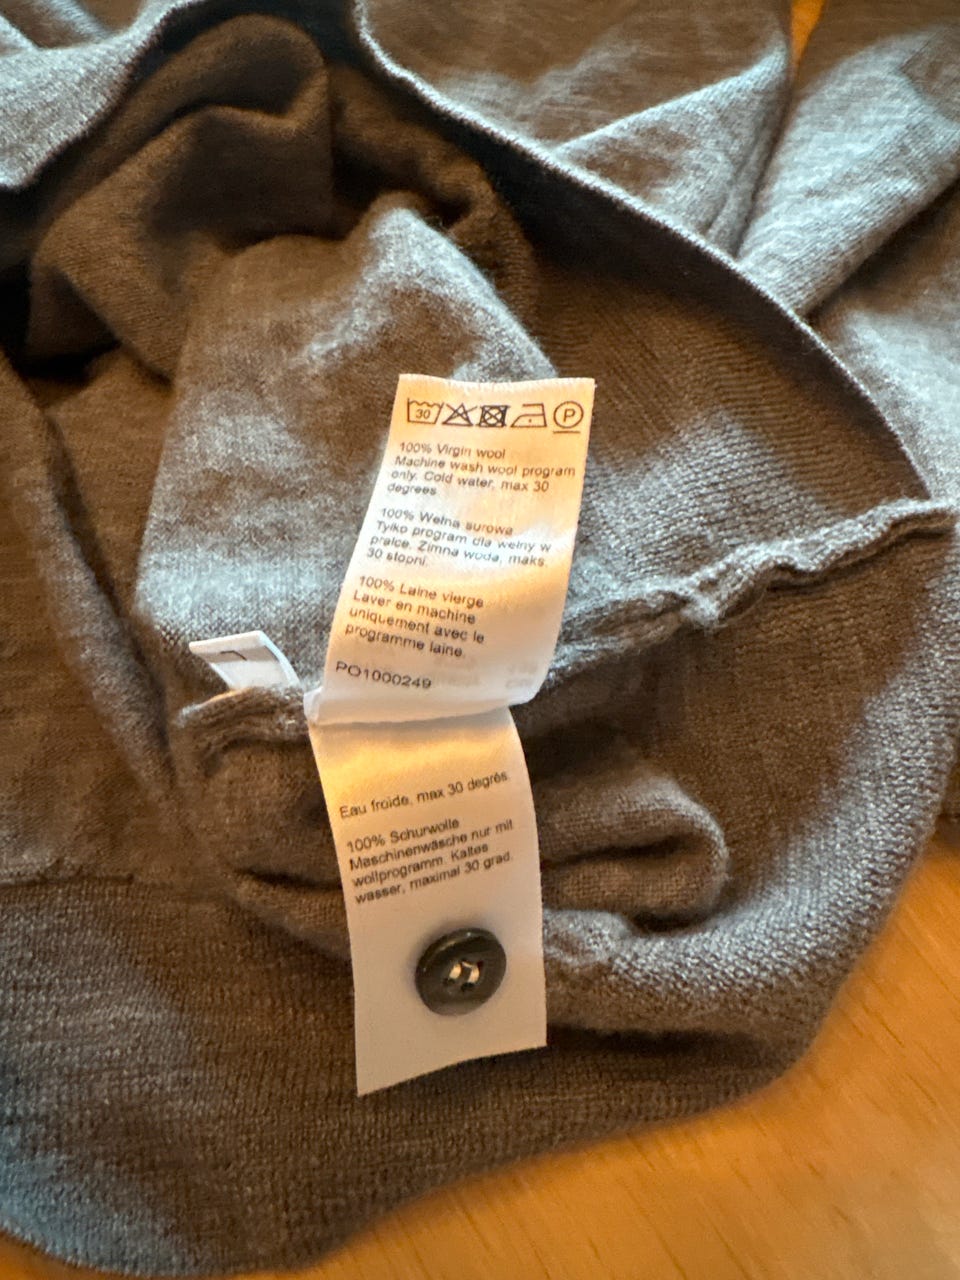 30 P
100% Virgin wool
Machine wash wool program
only. Cold water, max 30
degrees
100% Wełna surowa
Tylko program dla wełny w
pralce. Zimna woda, maks.
30 stopni.
100% Laine vierge
Laver en machine
uniquement avec le
programme laine.
PO1000249
L
Eau froide, max 30 degrés.
100% Schurwolle
Maschinenwäsche nur mit
wollprogramm. Kaltes
wasser, maximal 30 grad.